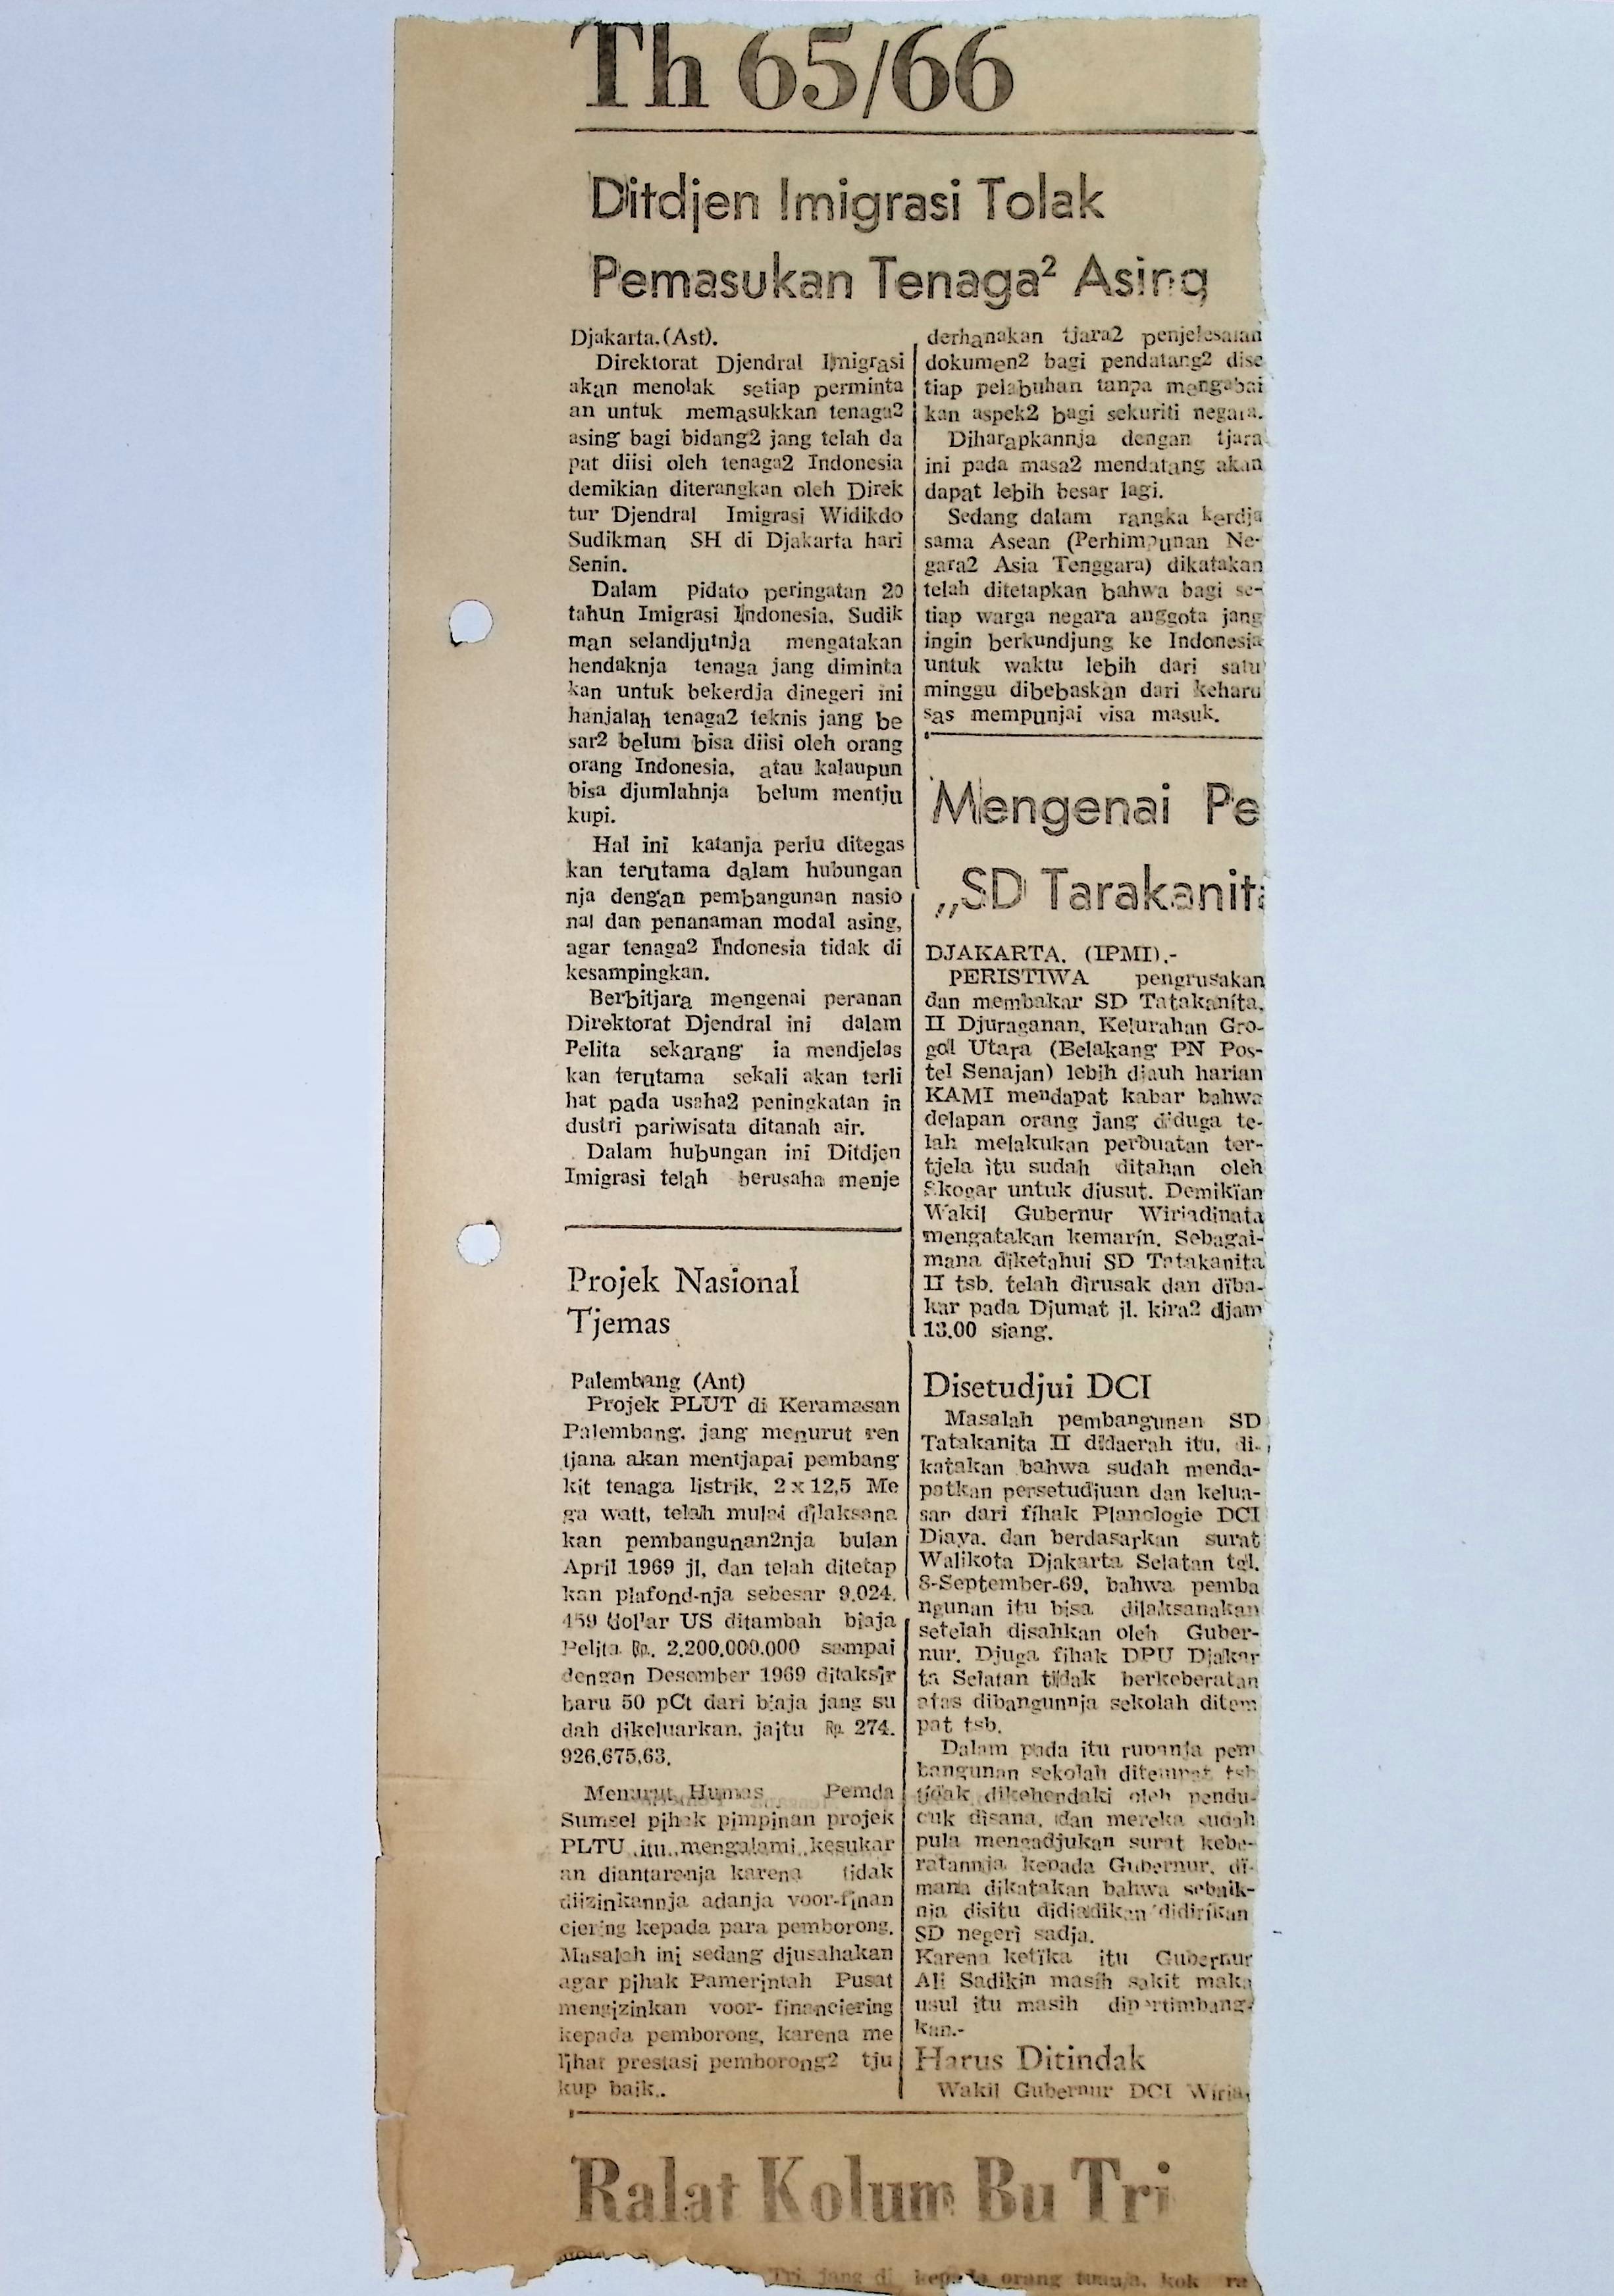 Th 65/66
Ditdjen Imigrasi Tolak
Pemasukan Tenaga² Asing
Djakarta, (Ast).
Direktorat Djendral Imigrasi
akan menolak setiap perminta
an untuk memasukkan tenaga2
asing bagi bidang2 jang telah da
pat diisi oleh tenaga2 Indonesia
demikian diterangkan oleh Direk
tur Djendral Imigrasi Widikdo
Sudikman SH di Djakarta hari
Senin.
Dalam pidato peringatan 20
tahun Imigrasi Indonesia, Sudik
man selandjutnja mengatakan
hendaknja tenaga jang diminta
kan untuk bekerdja dinegeri ini
hanjalah tenaga2 teknis jang be
sar2 belum bisa diisi oleh orang
orang Indonesia, atau kalaupun
bisa djumlahnja belum mentju
kupi.
Hal ini katanja perlu ditegas
kan terutama dalam hubungan
nja dengan pembangunan nasio
nal dan penanaman modal asing,
agar tenaga2 Indonesia tidak di
kesampingkan.
Berbitjara mengenai peranan
Direktorat Djendral ini dalam
Pelita sekarang ia mendjelas
kan terutama sekali akan terli
hat pada usaha2 peningkatan in
dustri pariwisata ditanah air.
Dalam hubungan ini Ditdjen
Imigrasi telah berusaha menje
derhanakan tjara2 penjelesaian
dokumen2 bagi pendatang2 dise
tiap pelabuhan tanpa mengabai
kan aspek2 bagi sekuriti negara.
Diharapkannja dengan tjara
ini pada masa2 mendatang akan
dapat lebih besar lagi.
Sedang dalam rangka kerdja
sama Asean (Perhimpunan Ne-
gara2 Asia Tenggara) dikatakan
telah ditetapkan bahwa bagi se-
tiap warga negara anggota jang
ingin berkundjung ke Indonesia
untuk waktu lebih dari satu
minggu dibebaskan dari keharu
sas mempunjai visa masuk.
Projek Nasional
Tjemas
Palembang (Ant)
Projek PLUT di Keramasan
Palembang, jang menurut ren
tjana akan mentjapai pembang
kit tenaga listrik, 2 x 12,5 Me
ga watt, telah mulai dilaksana
kan pembangunan2nja bulan
April 1969 jl, dan telah ditetap
kan plafond-nja sebesar 9.024.
459 dollar US ditambah biaja
Pelita Rp. 2.200.000.000 sampai
dengan Desember 1969 ditaksir
baru 50 pCt dari biaja jang su
dah dikeluarkan, jaitu Rp. 274.
926.675,63.
Menurut Humas Pemda
Sumsel pihak pimpinan projek
PLTU itu mengalami kesukar
an diantaranja karena tidak
diizinkannja adanja voor-finan
ciering kepada para pemborong.
Masalah ini sedang diusahakan
agar pihak Pamerintah Pusat
mengizinkan voor- financiering
kepada pemborong, karena me
lihat prestasi pemborong2 tju
kup baik..
Mengenai Pe
„SD Tarakanita
DJAKARTA. (IPMI).-
PERISTIWA pengrusakan
dan membakar SD Tatakanita,
II Djuraganan, Kelurahan Gro-
gol Utara (Belakang PN Pos-
tel Senajan) lebih djauh harian
KAMI mendapat kabar bahwa
delapan orang jang diduga te-
lah melakukan perbuatan ter-
tjela itu sudah ditahan oleh
Skogar untuk diusut. Demikian
Wakil Gubernur Wiriadinata
mengatakan kemarin. Sebagai-
mana diketahui SD Tatakanita
II tsb. telah dirusak dan diba-
kar pada Djumat jl. kira2 djam
13.00 siang.
Disetudjui DCI
Masalah pembangunan SD
Tatakanita II didaerah itu, di-
katakan bahwa sudah menda-
patkan persetudjuan dan kelua-
san dari fihak Planologie DCI
Djaya, dan berdasarkan surat
Walikota Djakarta Selatan tgl.
8-September-69, bahwa pemba
ngunan itu bisa dilaksanakan
setelah disahkan oleh Guber-
nur. Djuga fihak DPU Djakar
ta Selatan tidak berkeberatan
atas dibangunnja sekolah ditem
pat tsb.
Dalam pada itu rupanja pem
bangunan sekolah ditempat tsb
tidak dikehendaki oleh pendu-
duk disana, dan mereka sudah
pula mengadjukan surat kebe-
ratannja kepada Gubernur, di-
mana dikatakan bahwa sebaik-
nja disitu didjadikan didirikan
SD negeri sadja.
Karena ketika itu Gubernur
Ali Sadikin masih sakit maka
usul itu masih dipertimbang-
kan.-
Harus Ditindak
Wakil Gubernur DCI Wiria
Ralat Kolum Bu Tri
Tri jang di kepada orang tuanja, kok